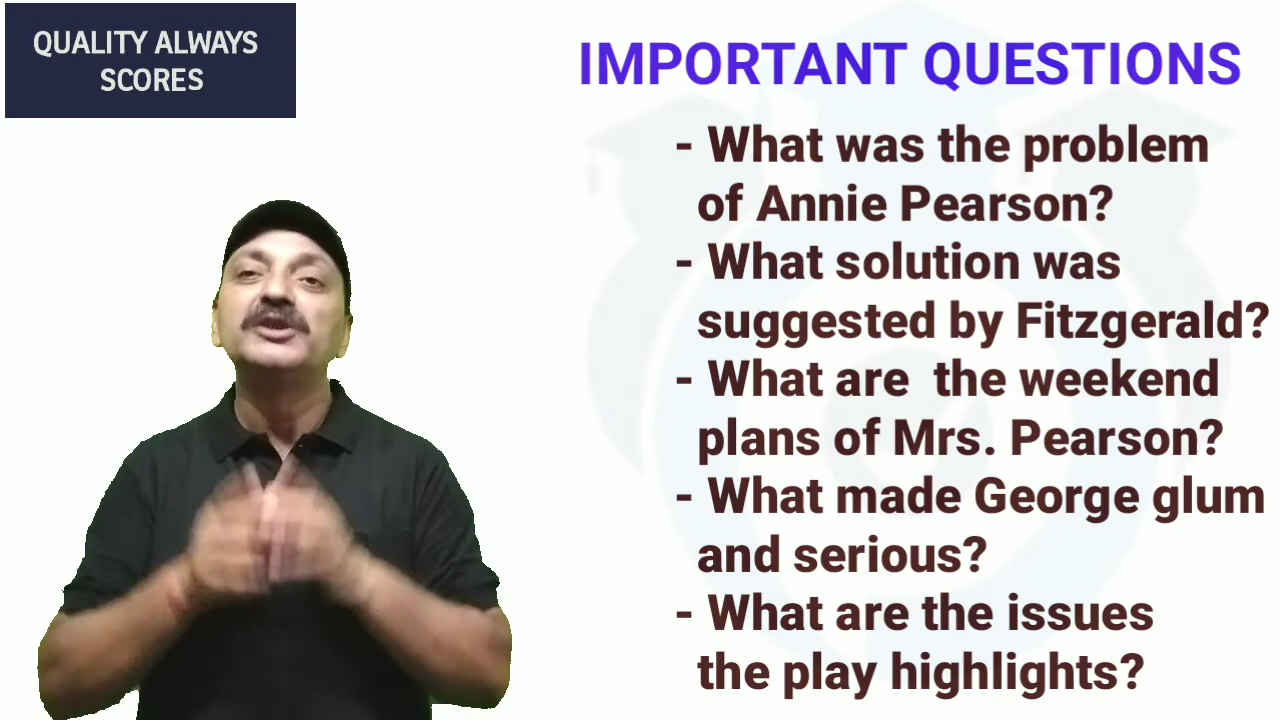 QUALITY ALWAYS
SCORES
IMPORTANT QUESTIONS
- What was the problem
of Annie Pearson?
- What solution was
suggested by Fitzgerald?
- What are the weekend
plans of Mrs. Pearson?
- What made George glum
and serious?
- What are the issues
the play highlights?